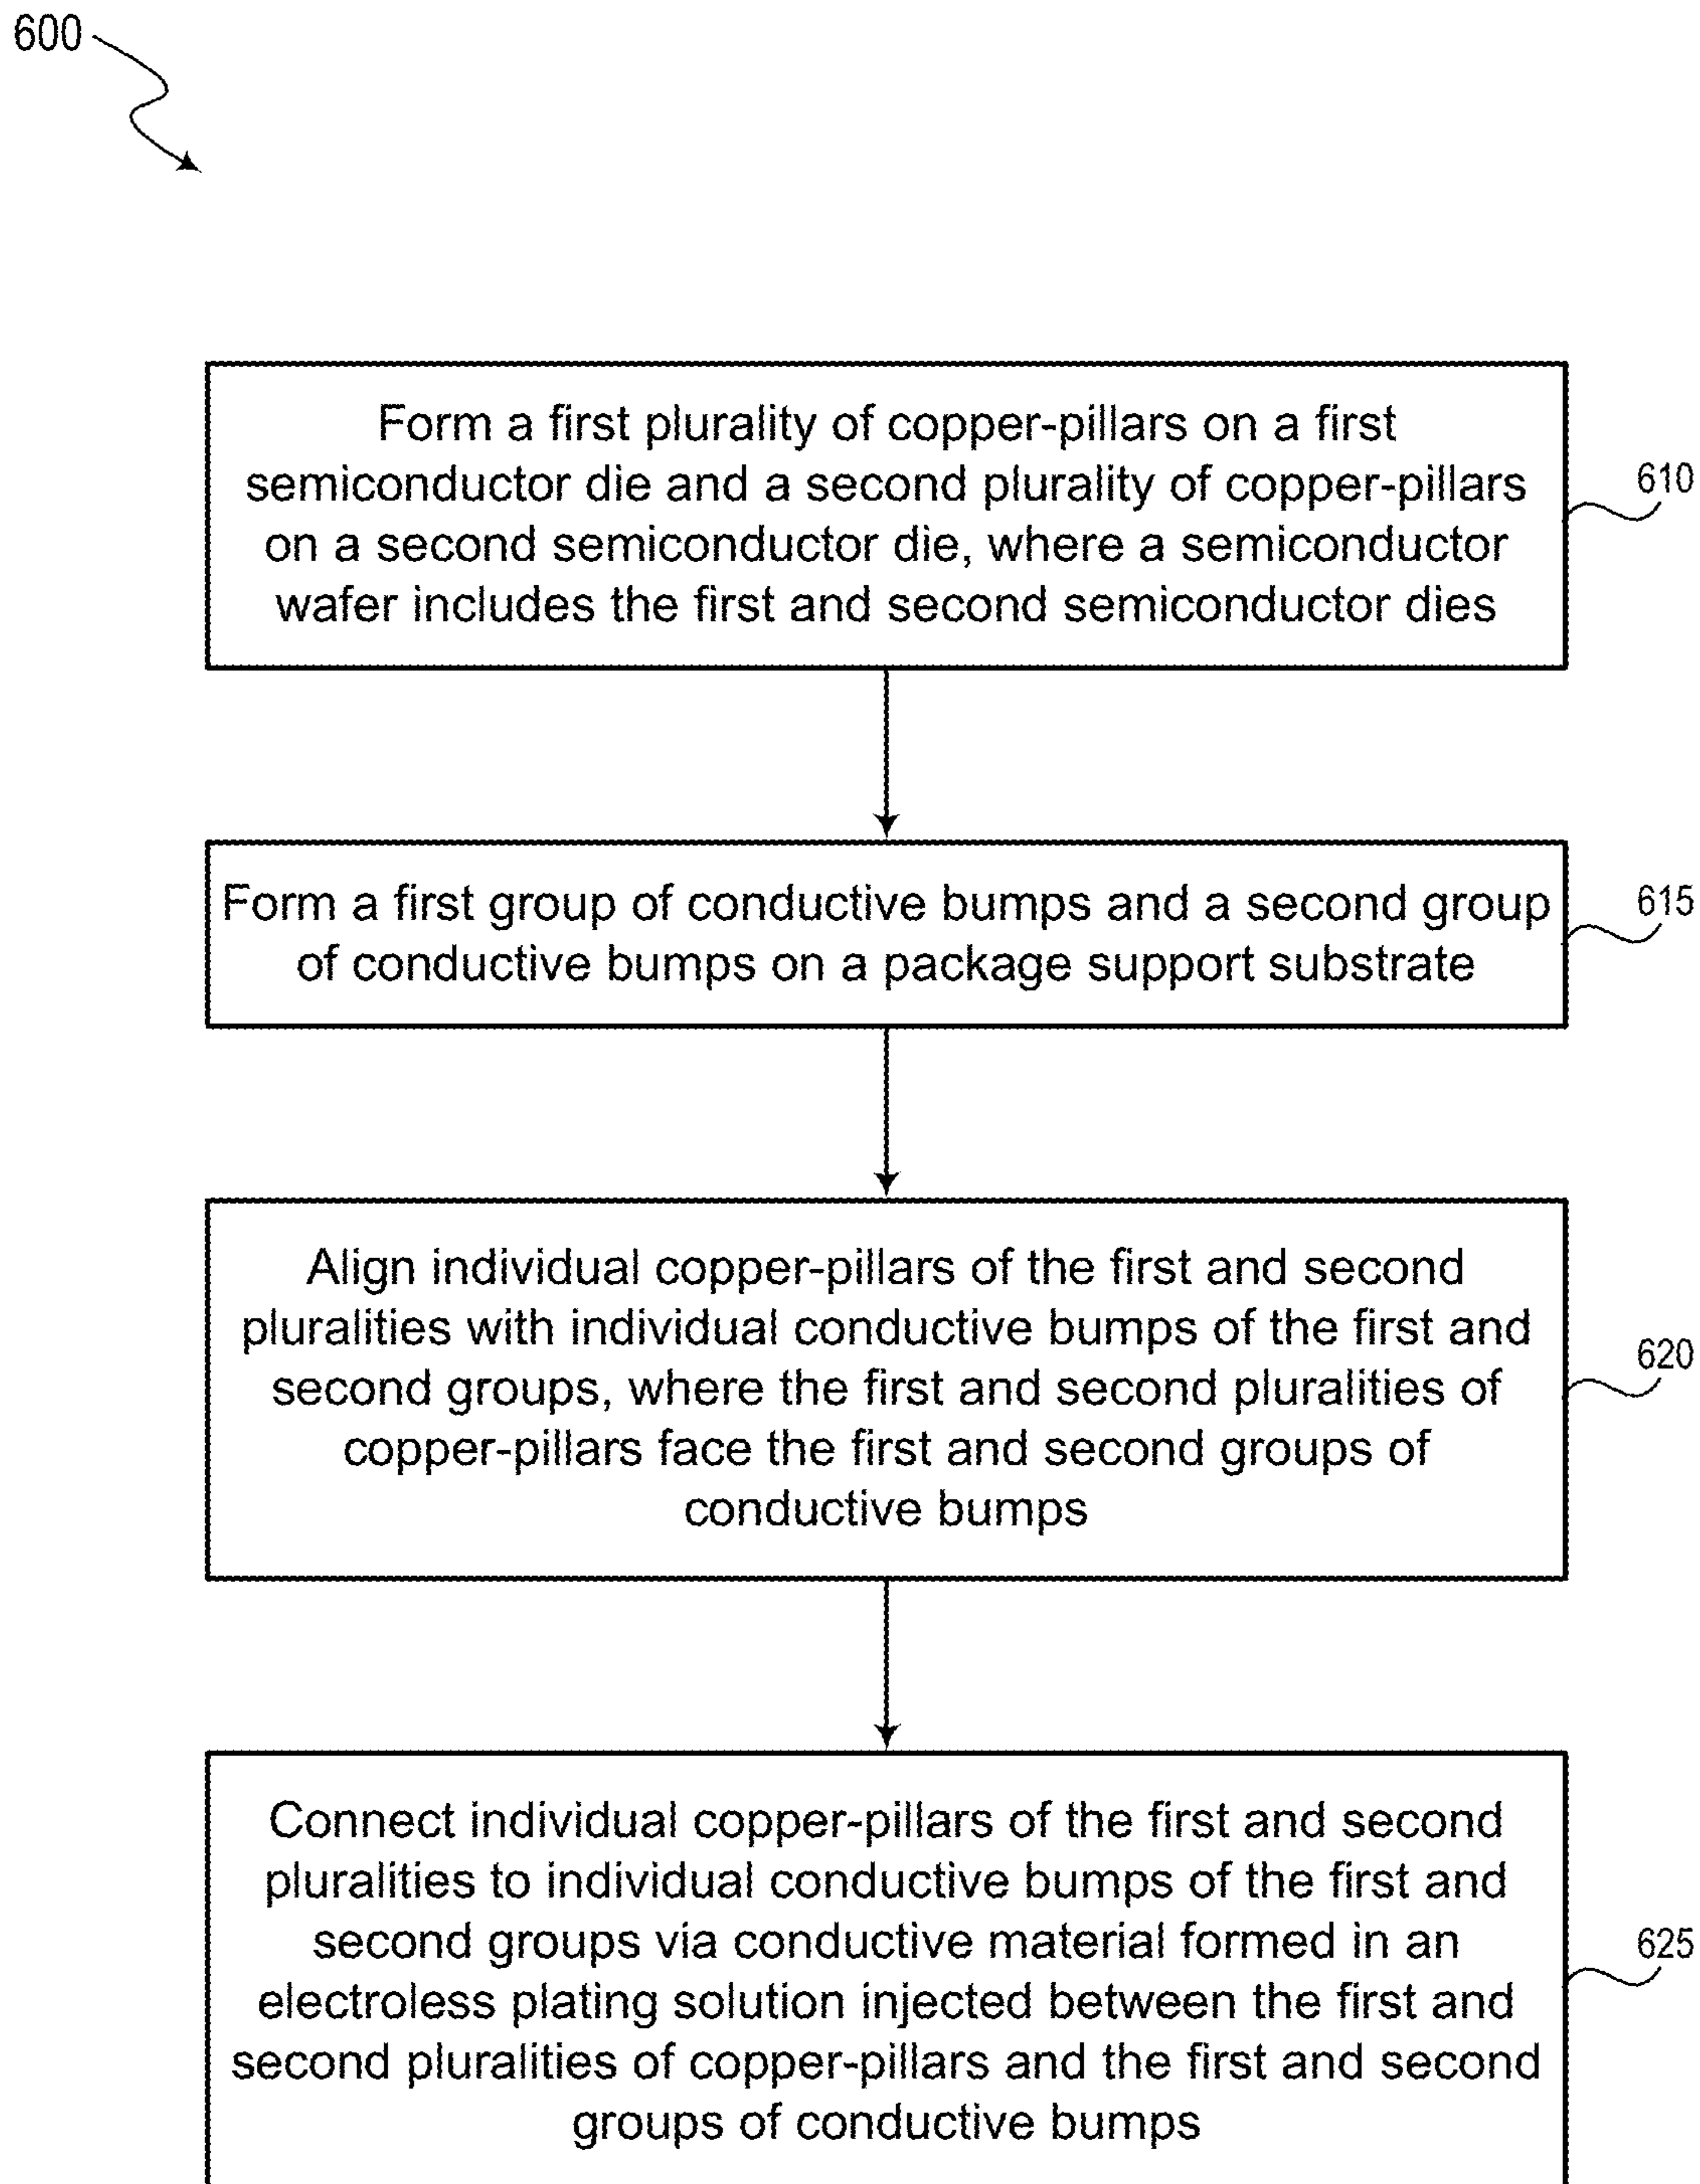 600
Form a first plurality of copper-pillars on a first
semiconductor die and a second plurality of copper-pillars
on a second semiconductor die, where a semiconductor
wafer includes the first and second semiconductor dies
610
Form a first group of conductive bumps and a second group
of conductive bumps on a package support substrate
615
Align individual copper-pillars of the first and second
pluralities with individual conductive bumps of the first and
second groups, where the first and second pluralities of
copper-pillars face the first and second groups of
conductive bumps
620
Connect individual copper-pillars of the first and second
pluralities to individual conductive bumps of the first and
second groups via conductive material formed in an
electroless plating solution injected between the first and
second pluralities of copper-pillars and the first and second
groups of conductive bumps
625